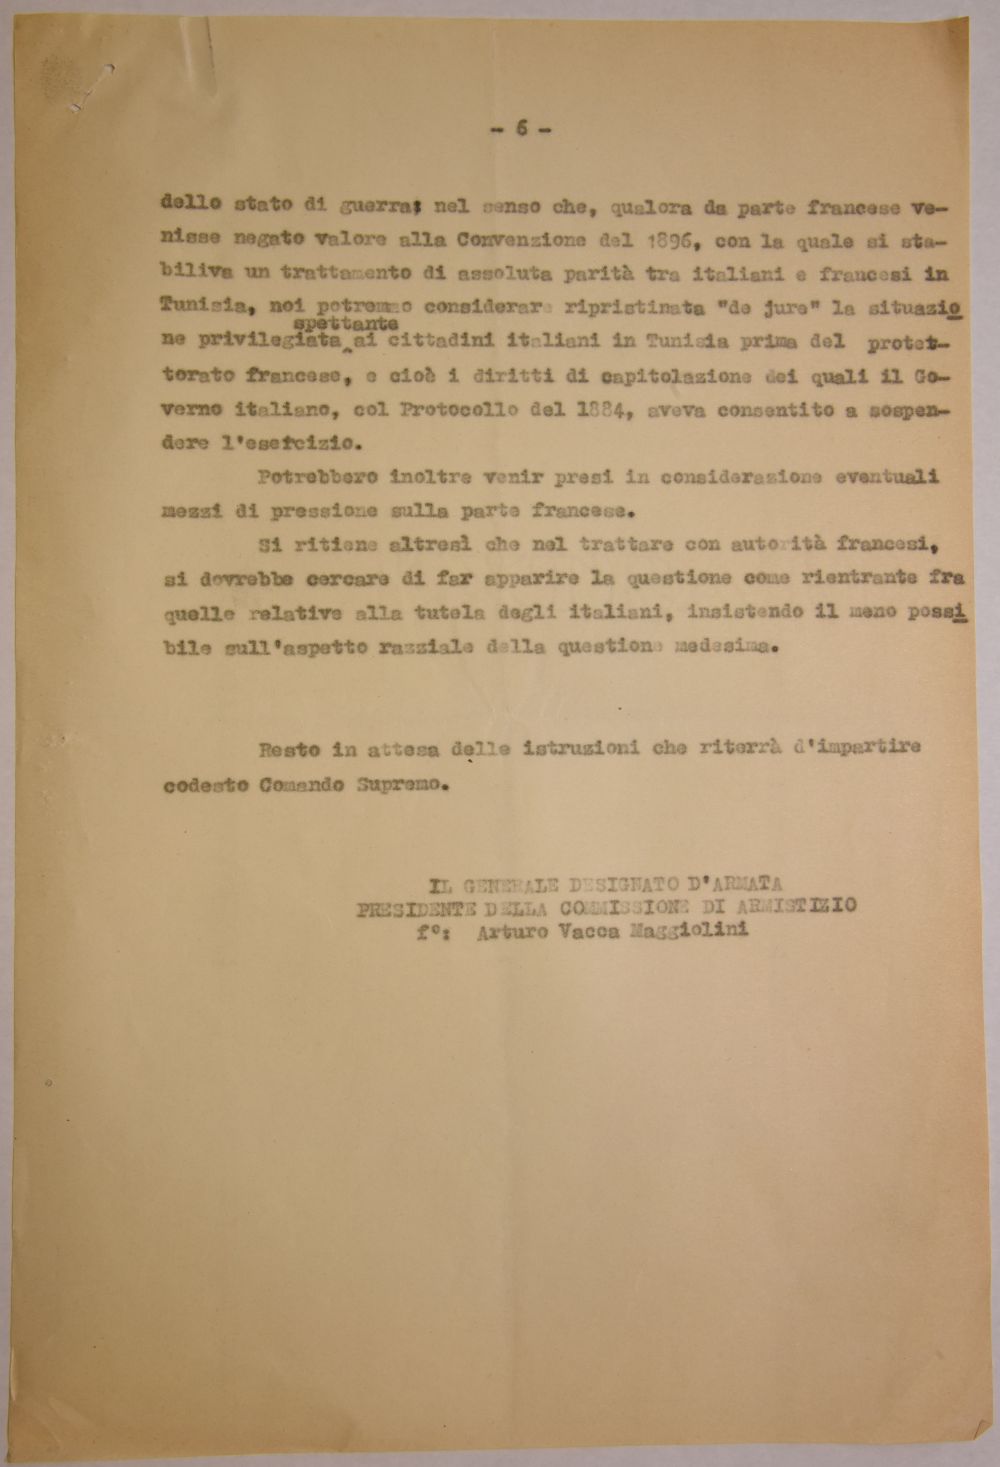 - 6 -
dello stato di guerra; nel senso che, qualora da parte francese ve-
nisse negato valore alla Convenzione del 1896, con la quale si sta-
biliva un trattamento di assoluta parità tra italiani e francesi in
Tunisia, noi potremmo considerare ripristinata "de jure" la situazio
spettante
ne privilegiata ai cittadini italiani in Tunisia prima del protet-
torato francese, e cioè i diritti di capitolazione dei quali il Go-
verno italiano, col Protocollo del 1884, aveva consentito a sospen-
dere l'esercizio.
Potrebbero inoltre venir presi in considerazione eventuali
mezzi di pressione sulla parte francese.
Si ritiene altresì che nel trattare con autorità francesi,
si dovrebbe cercare di far apparire la questione come rientrante fra
quelle relative alla tutela degli italiani, insistendo il meno possi
bile sull'aspetto razziale della questione medesima.
Resto in attesa delle istruzioni che riterrà d'impartire
codesto Comando Supremo.
IL GENERALE DESIGNATO D'ARMATA
PRESIDENTE DELLA COMMISSIONE DI ARMISTIZIO
f°: Arturo Vacca Maggiolini